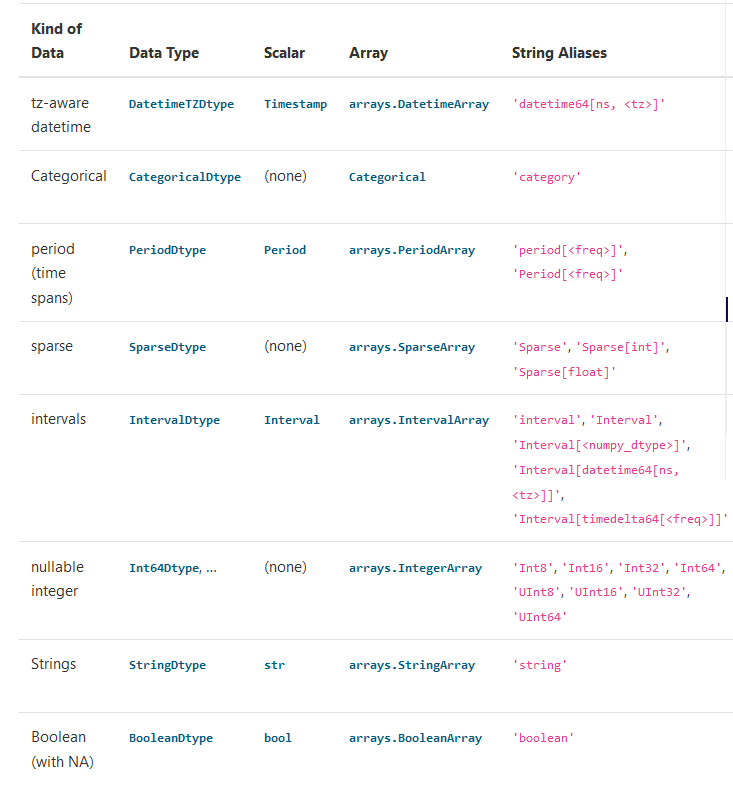 Kind of
Data Data Type Scalar Array String Aliases
tz-aware DatetimeTZDtype Timestamp arrays.DatetimeArray 'datetime64[ns, <tz>]'
datetime
Categorical CategoricalDtype (none) Categorical 'category'
period PeriodDtype Period arrays.PeriodArray 'period[<freq>]',
(time 'Period[<freq>]'
spans)
sparse SparseDtype (none) arrays.SparseArray 'Sparse', 'Sparse[int]',
'Sparse[float]'
intervals IntervalDtype Interval arrays.IntervalArray 'interval', 'Interval',
'Interval[<numpy_dtype>]',
'Interval[datetime64[ns,
<tz>]]',
'Interval[timedelta64[<freq>]]'
nullable Int64Dtype, ... (none) arrays.IntegerArray 'Int8', 'Int16', 'Int32', 'Int64',
integer 'UInt8', 'UInt16', 'UInt32',
'UInt64'
Strings StringDtype str arrays.StringArray 'string'
Boolean BooleanDtype bool arrays.BooleanArray 'boolean'
(with NA)